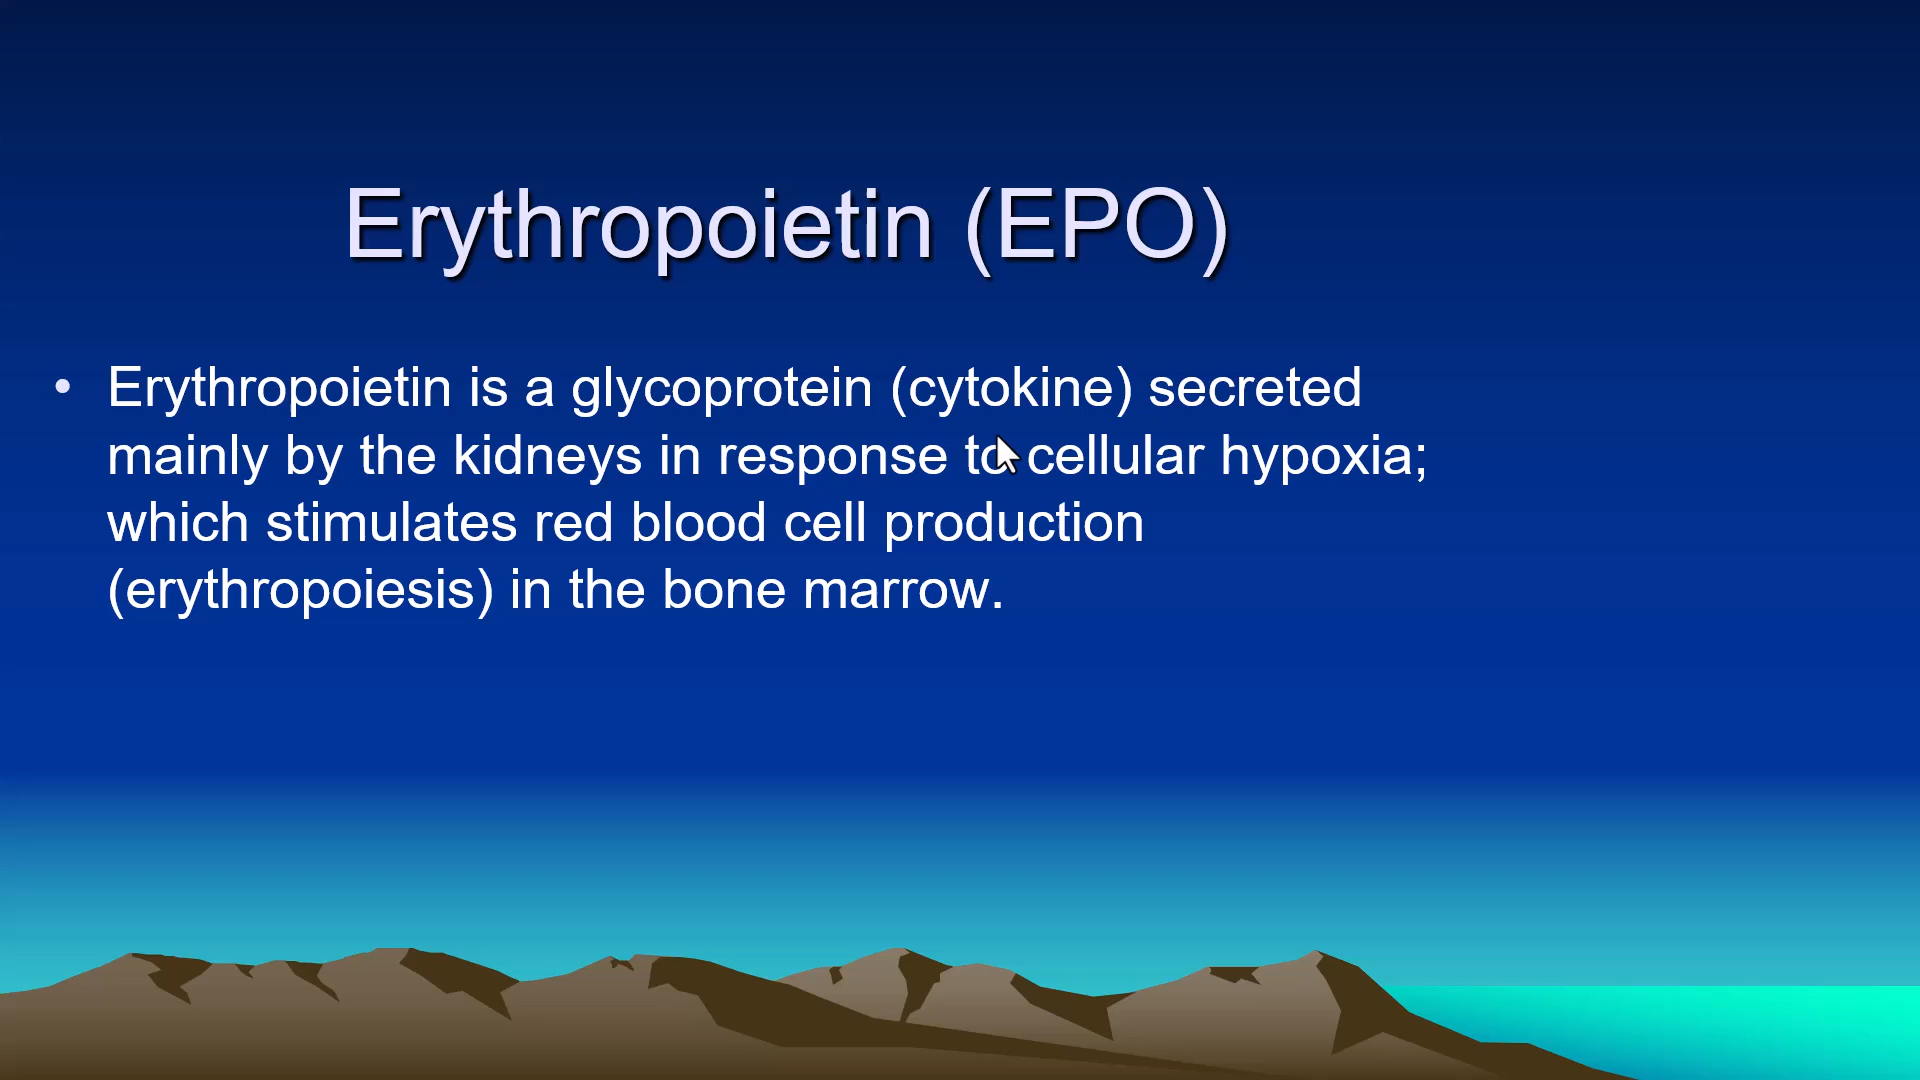 Erythropoietin (EPO)
• Erythropoietin is a glycoprotein (cytokine) secreted
mainly by the kidneys in response to cellular hypoxia;
which stimulates red blood cell production
(erythropoiesis) in the bone marrow.